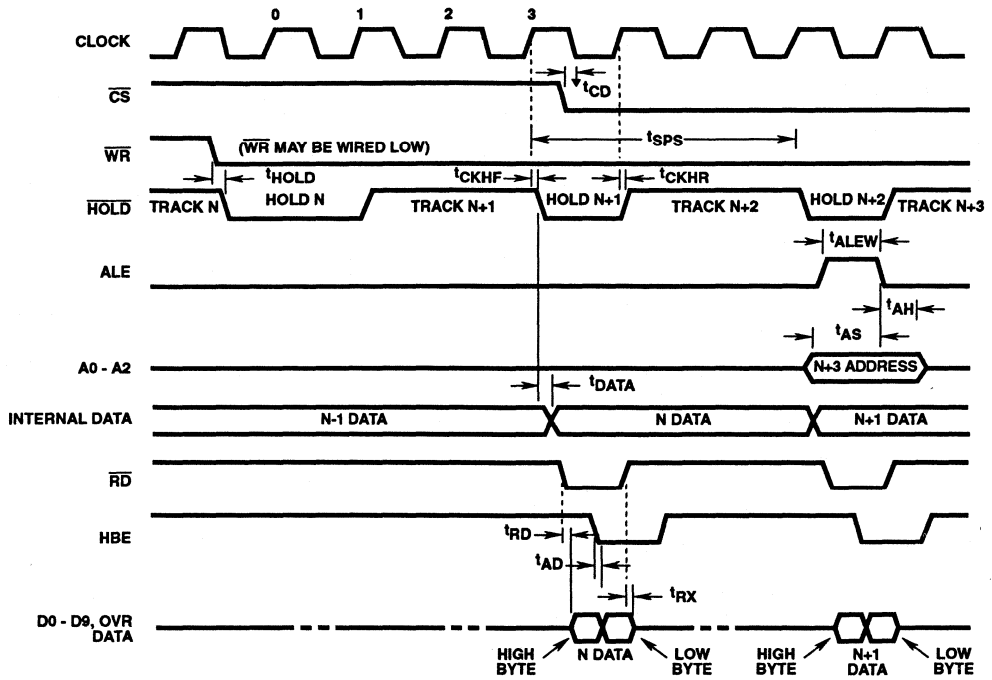 0 1 2 3
CLOCK
tCD
CS
tSPS
WR
(WR MAY BE WIRED LOW)
tHOLD
tCKHF
tCKHR
HOLD
TRACK N
HOLD N
TRACK N+1
HOLD N+1
TRACK N+2
HOLD N+2
TRACK N+3
tALEW
ALE
tAH
tAS
A0 - A2
N+3 ADDRESS
tDATA
INTERNAL DATA
N-1 DATA
N DATA
N+1 DATA
RD
HBE
tRD
tAD
tRX
D0 - D9, OVR
DATA
HIGH
BYTE
N DATA
LOW
BYTE
HIGH
BYTE
N+1
DATA
LOW
BYTE